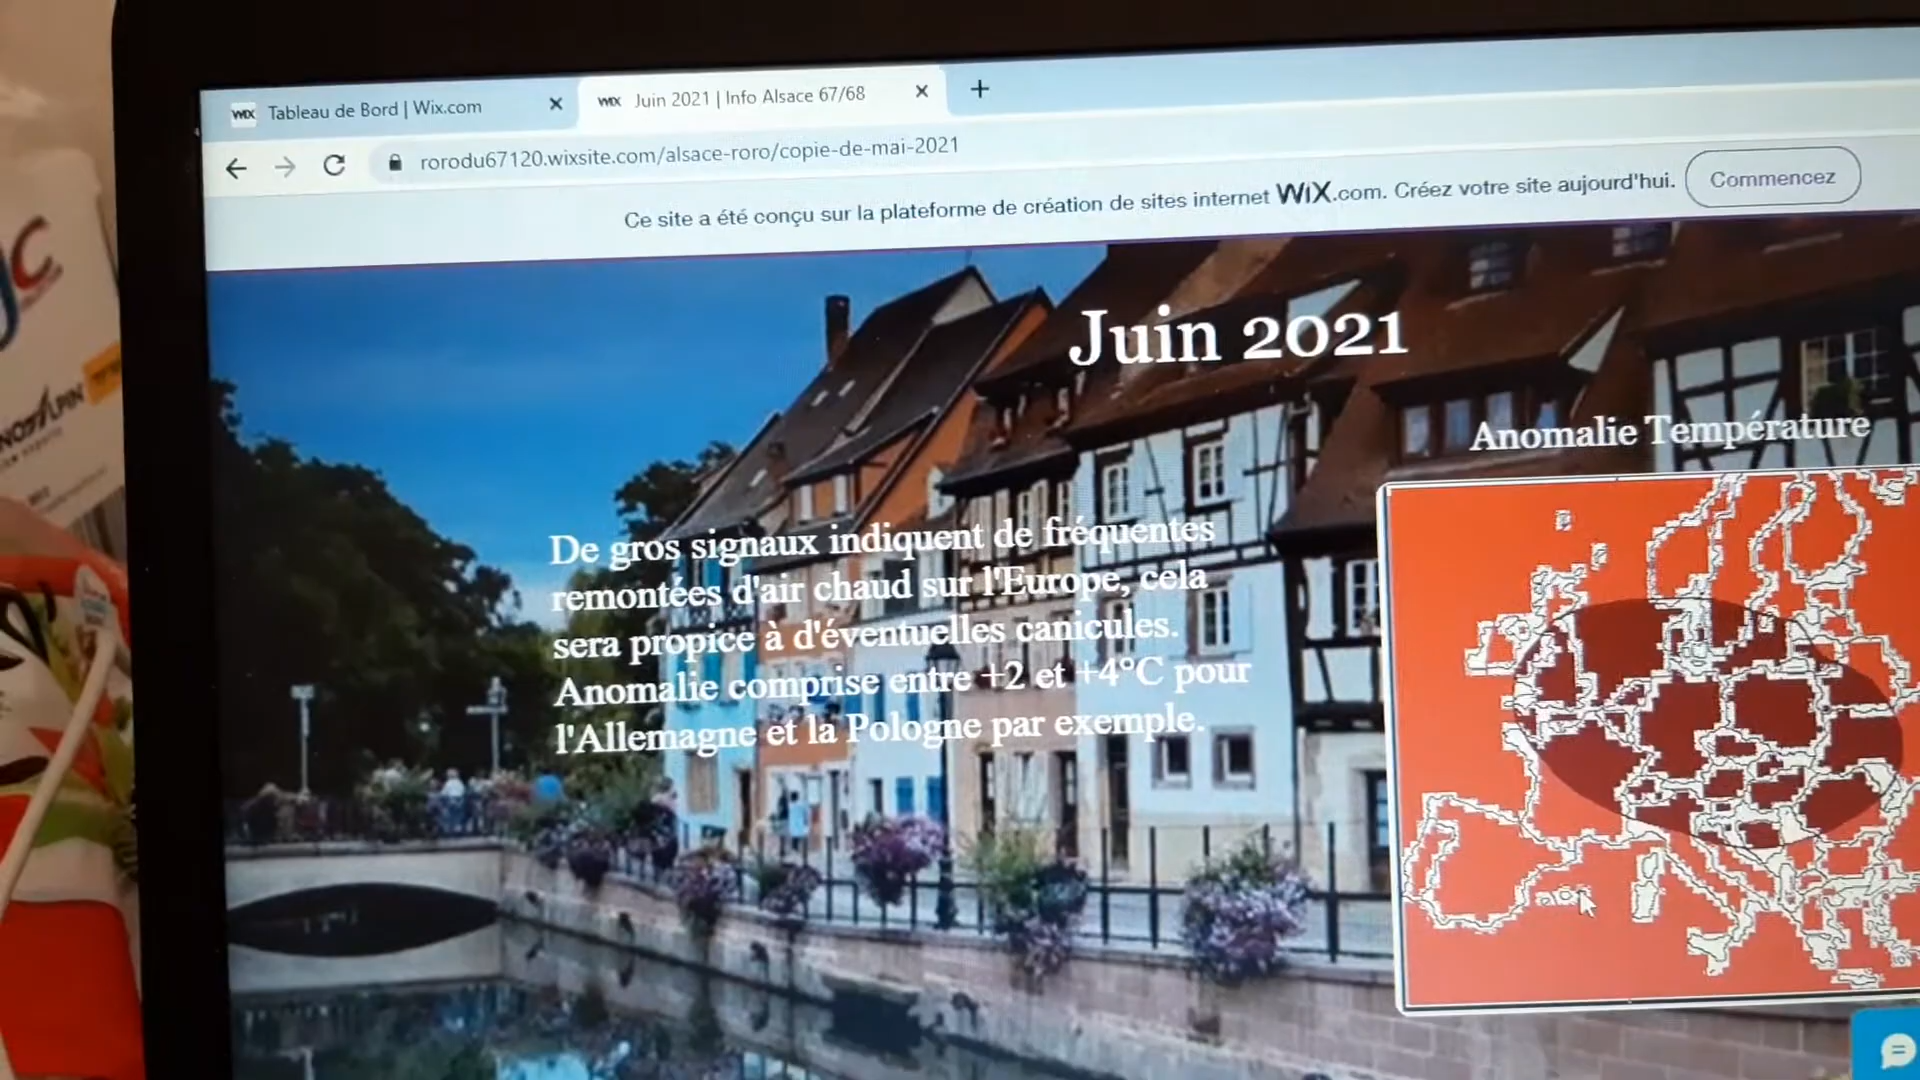 WIX Tableau de Bord | Wix.com
WIX Juin 2021 | Info Alsace 67/68
rorodu67120.wixsite.com/alsace-roro/copie-de-mai-2021
Ce site a été conçu sur la plateforme de création de sites internet WiX.com. Créez votre site aujourd'hui.
Commencez
Juin 2021
Anomalie Température
De gros signaux indiquent de fréquentes
remontées d'air chaud sur l'Europe, cela
sera propice à d'éventuelles canicules.
Anomalie comprise entre +2 et +4°C pour
l'Allemagne et la Pologne par exemple.